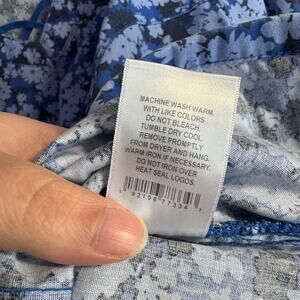 MACHINE WASH WARM,
WITH LIKE COLORS
DO NOT BLEACH.
TUMBLE DRY COOL.
REMOVE PROMPTLY
FROM DRYER AND HANG.
WARM IRON IF NECESSARY.
DO NOT IRON OVER
HEAT SEAL LOGOS.